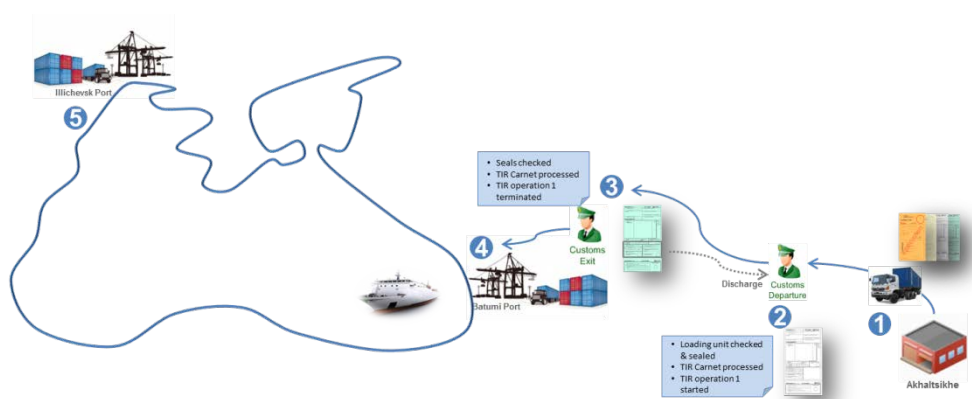 Illichevsk Port
5
• Seals checked
• TIR Carnet processed
• TIR operation 1
terminated
3
4
Customs
Exit
Batumi Port
Discharge
Customs
Departure
2
1
• Loading unit checked
& sealed
• TIR Carnet processed
• TIR operation 1
started
Akhaltsikhe